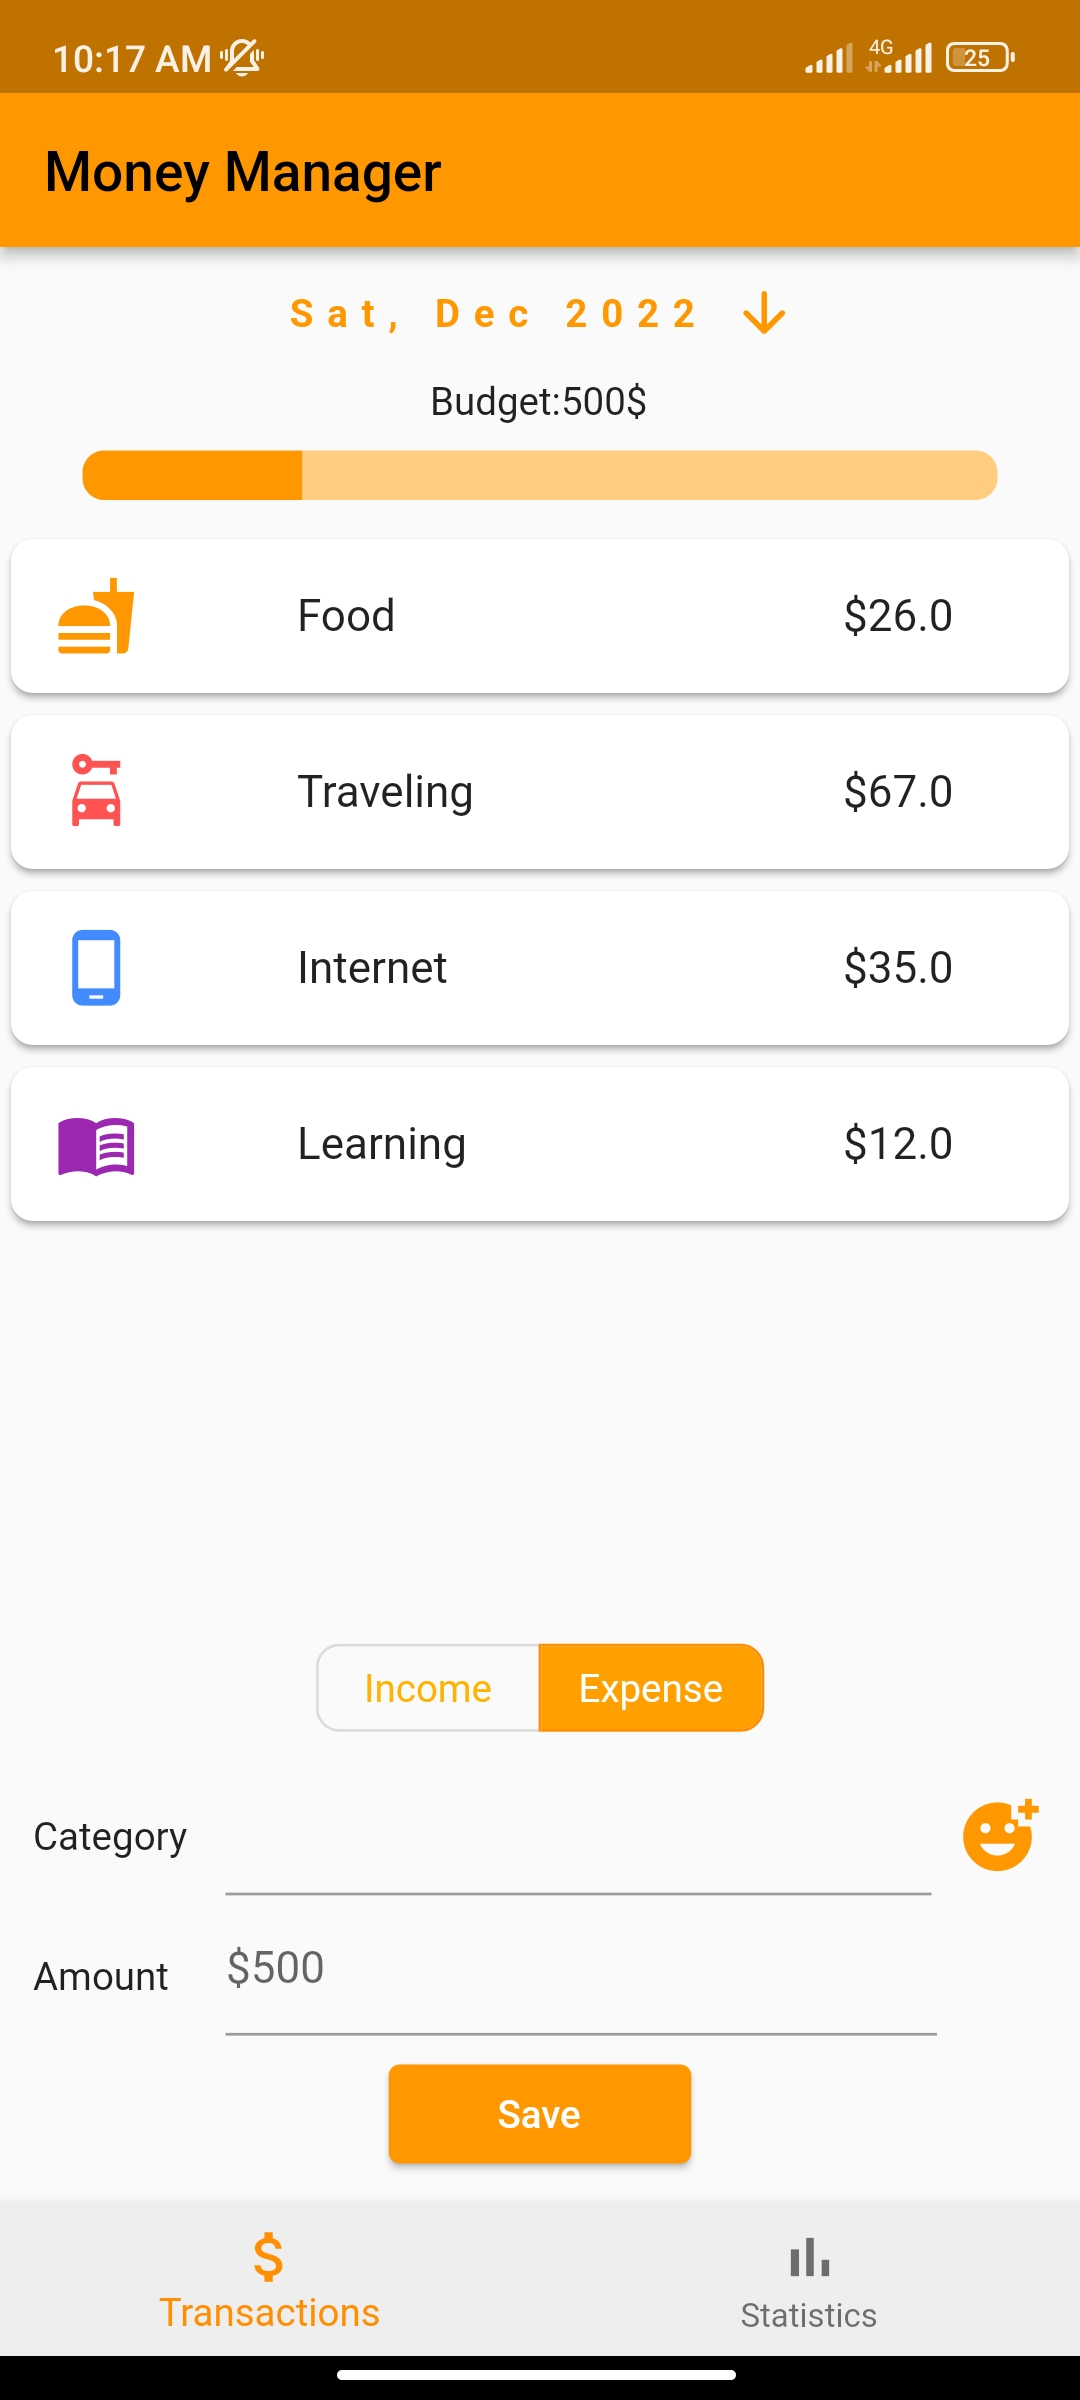 10:17 AM 4G 25
Money Manager
Sat, Dec 2022
Budget:500$
Food $26.0
Traveling $67.0
Internet $35.0
Learning $12.0
Income Expense
Category
Amount $500
Save
Transactions Statistics